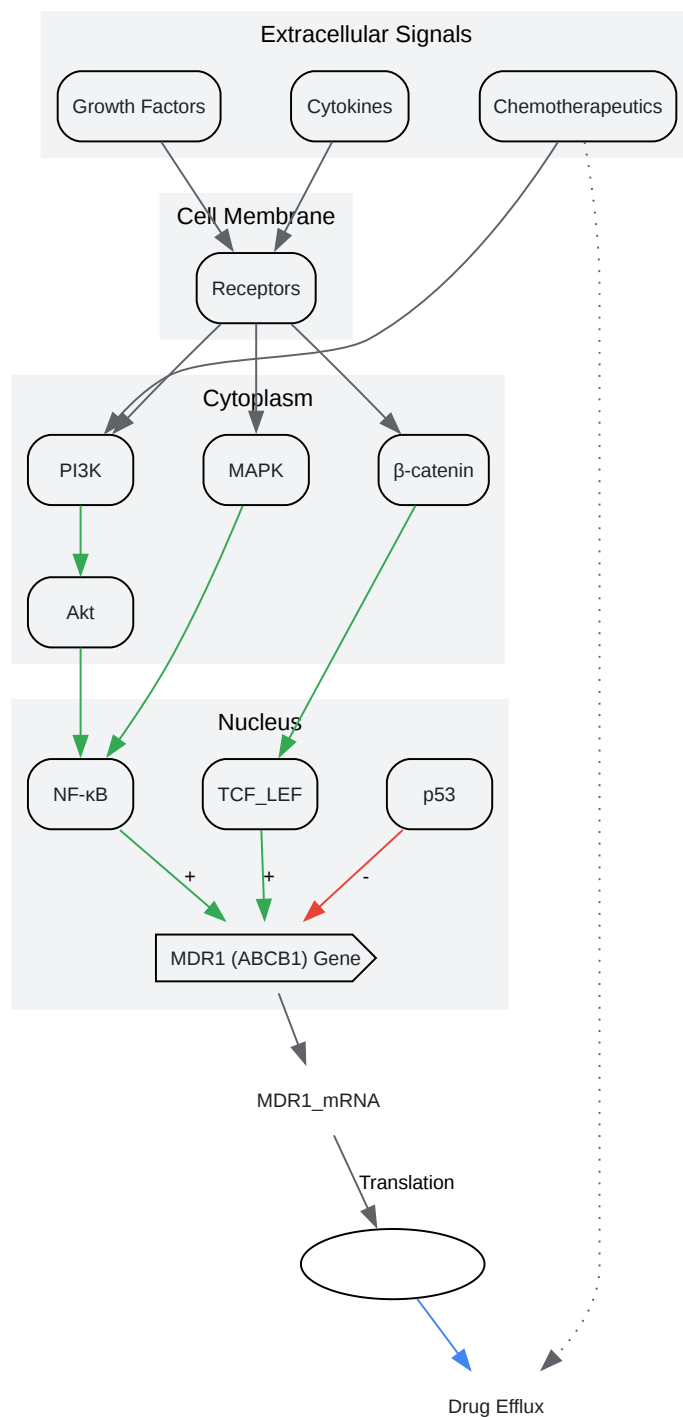 Extracellular Signals
Growth Factors
Cytokines
Chemotherapeutics
Cell Membrane
Receptors
Cytoplasm
PI3K
MAPK
β-catenin
Akt
Nucleus
NF-κB
TCF_LEF
p53
+
+
-
MDR1 (ABCB1) Gene
MDR1_mRNA
Translation
Drug Efflux